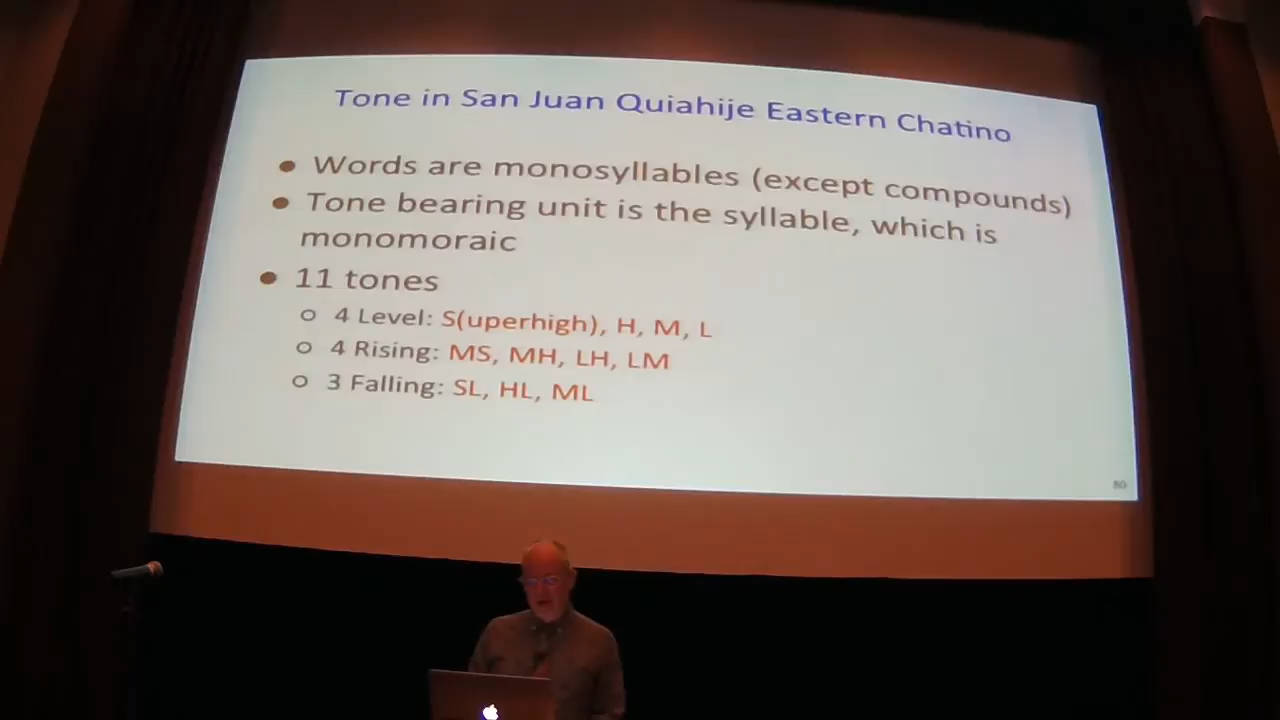 Tone in San Juan Quiahije Eastern Chatino
● Words are monosyllables (except compounds)
● Tone bearing unit is the syllable, which is
monomoraic
● 11 tones
○ 4 Level: S(uperhigh), H, M, L
○ 4 Rising: MS, MH, LH, LM
○ 3 Falling: SL, HL, ML
80